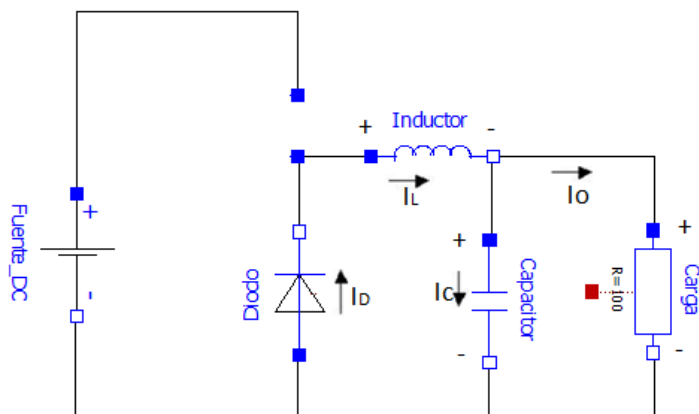 Fuente_DC
+
-
Diodo
ID
+
Inductor
-
IL
IC
+
Capacitor
-
IO
R=100
+
Carga
-